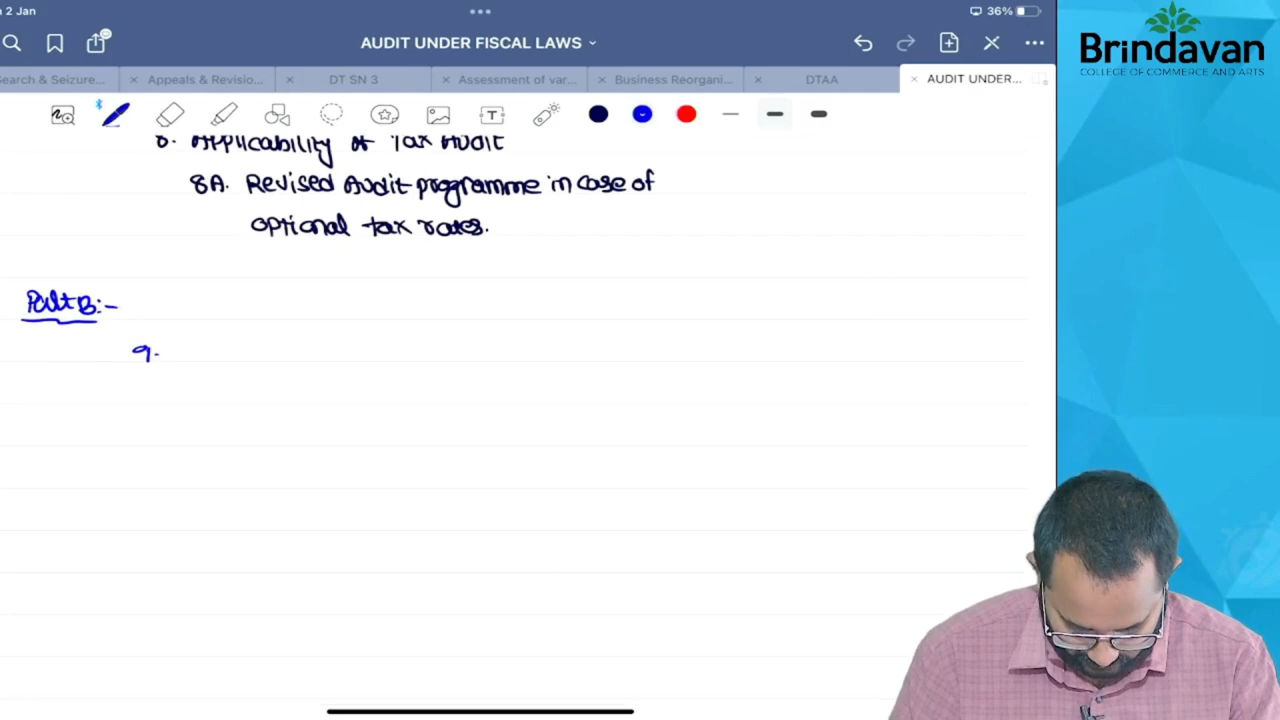 2 Jan
36%
AUDIT UNDER FISCAL LAWS
earch & Seizure...
Appeals & Revisio...
DT SN 3
Assessment of var...
Business Reorgani...
DTAA
AUDIT UNDER...
Brindavan
COLLEGE OF COMMERCE AND ARTS
8. Applicability of Tax Audit
8A. Revised Audit programme in case of
optional tax rates.
Part B:-
9.